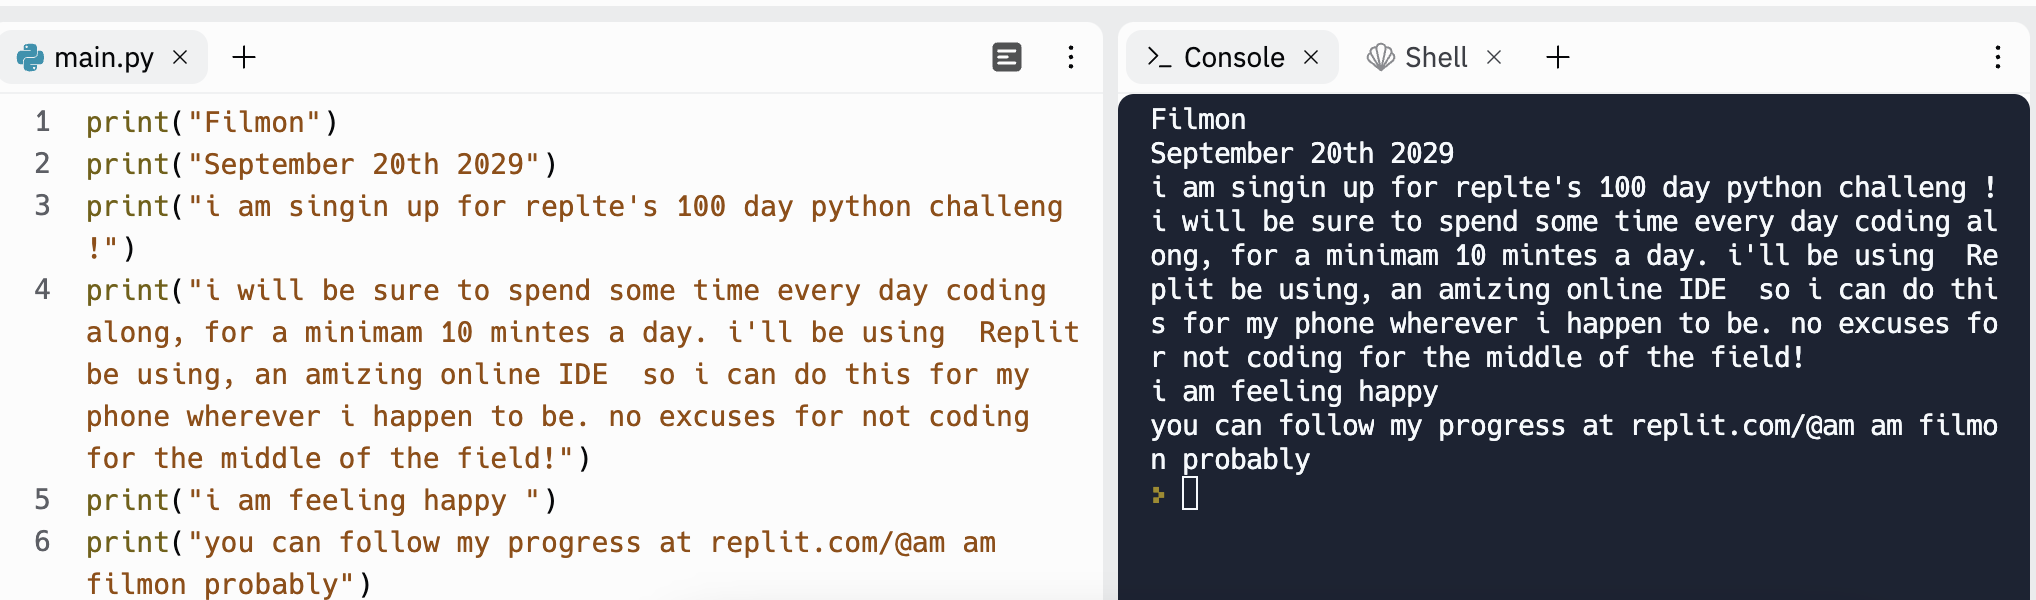 main.py
1 print("Filmon")
2 print("September 20th 2029")
3 print("i am singin up for replte's 100 day python challeng
!")
4 print("i will be sure to spend some time every day coding
along, for a minimam 10 mintes a day. i'll be using  Replit
be using, an amizing online IDE  so i can do this for my
phone wherever i happen to be. no excuses for not coding
for the middle of the field!")
5 print("i am feeling happy ")
6 print("you can follow my progress at replit.com/@am am
filmon probably")
Console Shell
Filmon
September 20th 2029
i am singin up for replte's 100 day python challeng !
i will be sure to spend some time every day coding al
ong, for a minimam 10 mintes a day. i'll be using  Re
plit be using, an amizing online IDE  so i can do thi
s for my phone wherever i happen to be. no excuses fo
r not coding for the middle of the field!
i am feeling happy
you can follow my progress at replit.com/@am am filmo
n probably